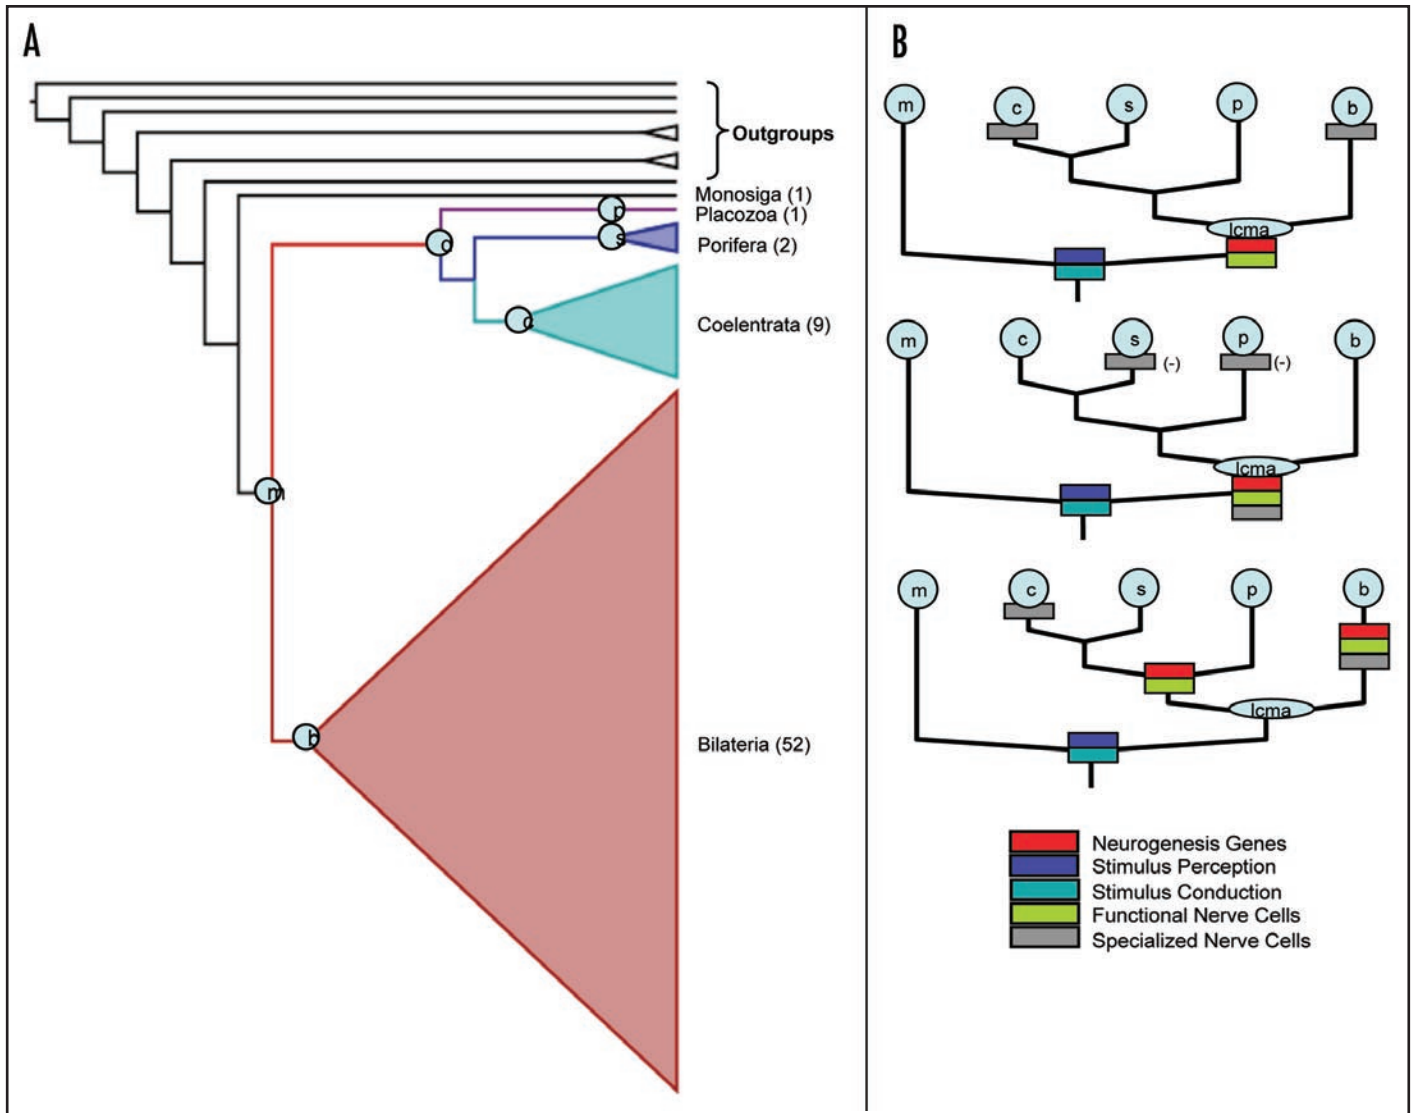 A
Outgroups
Monosiga (1)
Placozoa (1)
p
Porifera (2)
s
Coelentrata (9)
c
m
Bilateria (52)
b
B
m c s p b
lcma
m c s p b
(-) (-)
lcma
m c s p b
lcma
Neurogenesis Genes
Stimulus Perception
Stimulus Conduction
Functional Nerve Cells
Specialized Nerve Cells